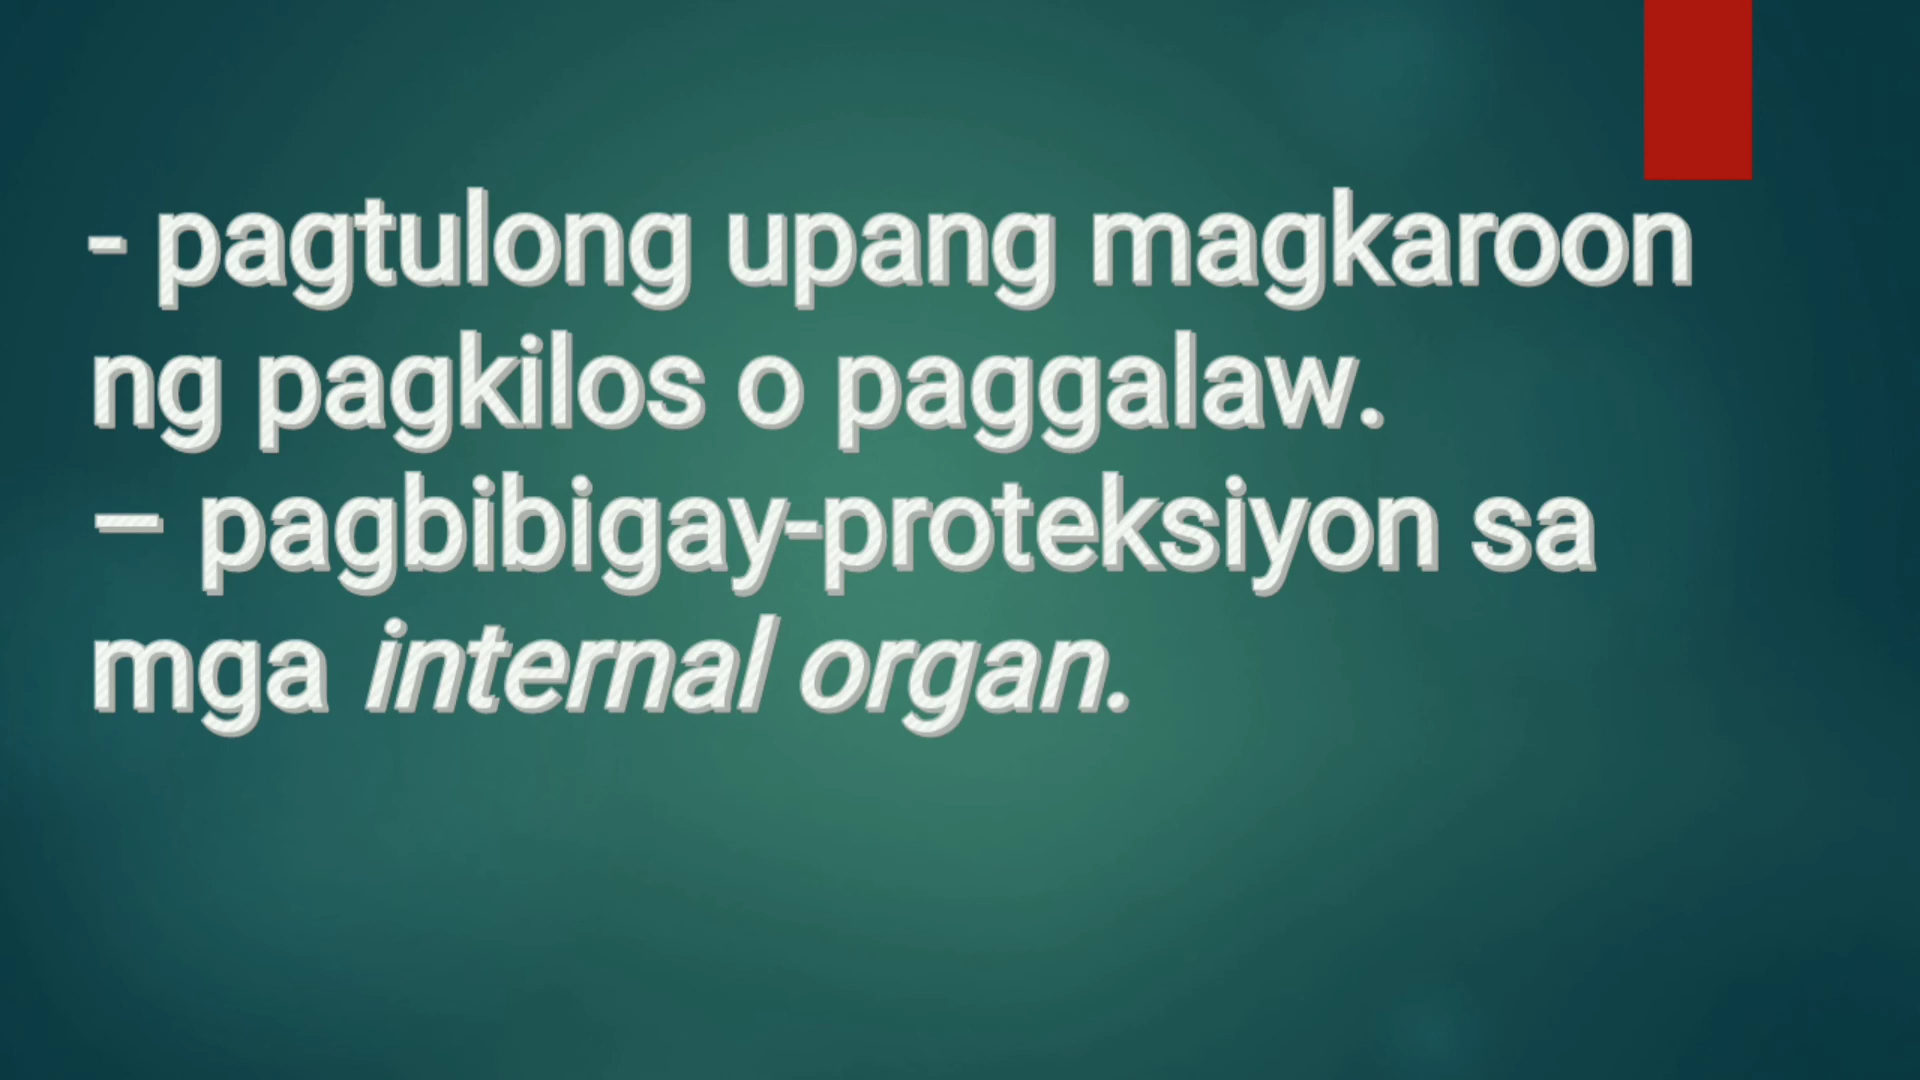 - pagtulong upang magkaroon
ng pagkilos o paggalaw.
– pagbibigay-proteksiyon sa
mga internal organ.